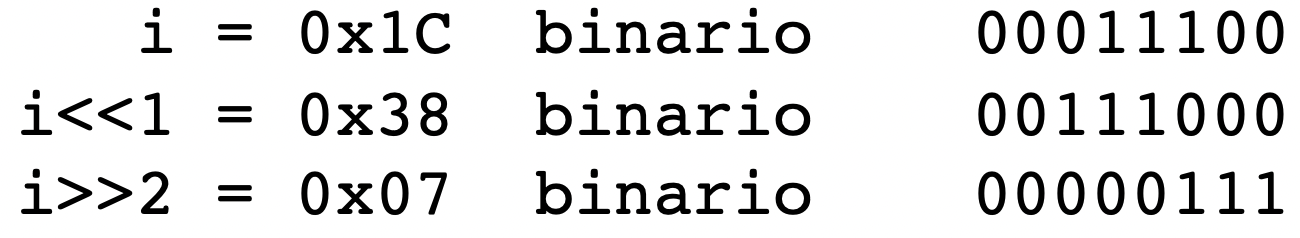 i = 0x1C binario 00011100
i<<1 = 0x38 binario 00111000
i>>2 = 0x07 binario 00000111